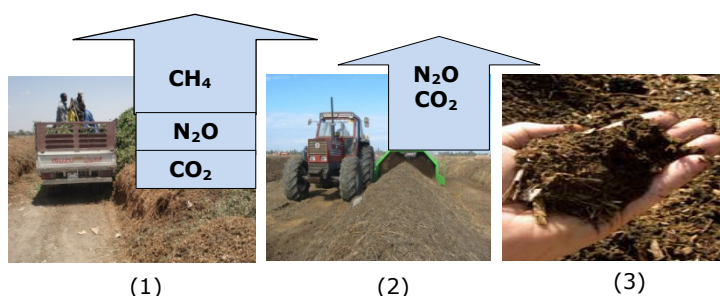 CH₄
N₂O
CO₂
N₂O
CO₂
(1)
(2)
(3)